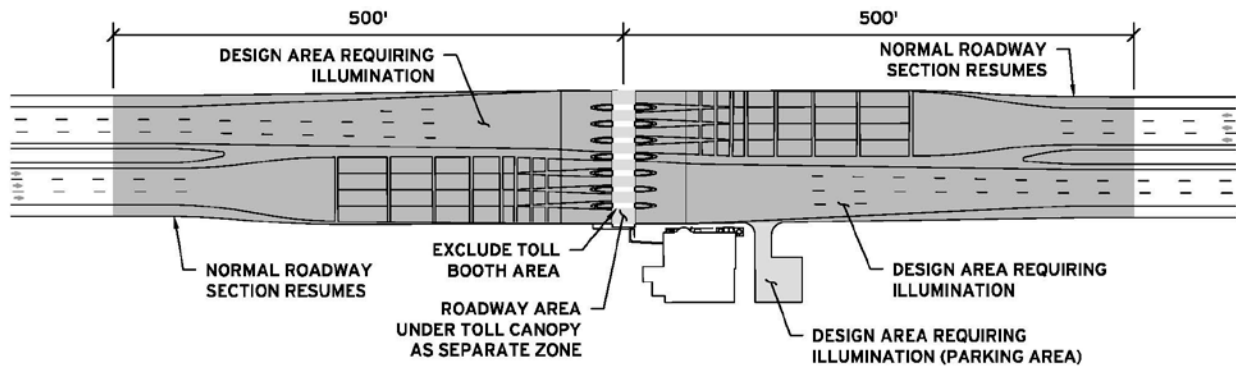 500'
500'
DESIGN AREA REQUIRING
ILLUMINATION
NORMAL ROADWAY
SECTION RESUMES
NORMAL ROADWAY
SECTION RESUMES
EXCLUDE TOLL
BOOTH AREA
ROADWAY AREA
UNDER TOLL CANOPY
AS SEPARATE ZONE
DESIGN AREA REQUIRING
ILLUMINATION
DESIGN AREA REQUIRING
ILLUMINATION (PARKING AREA)